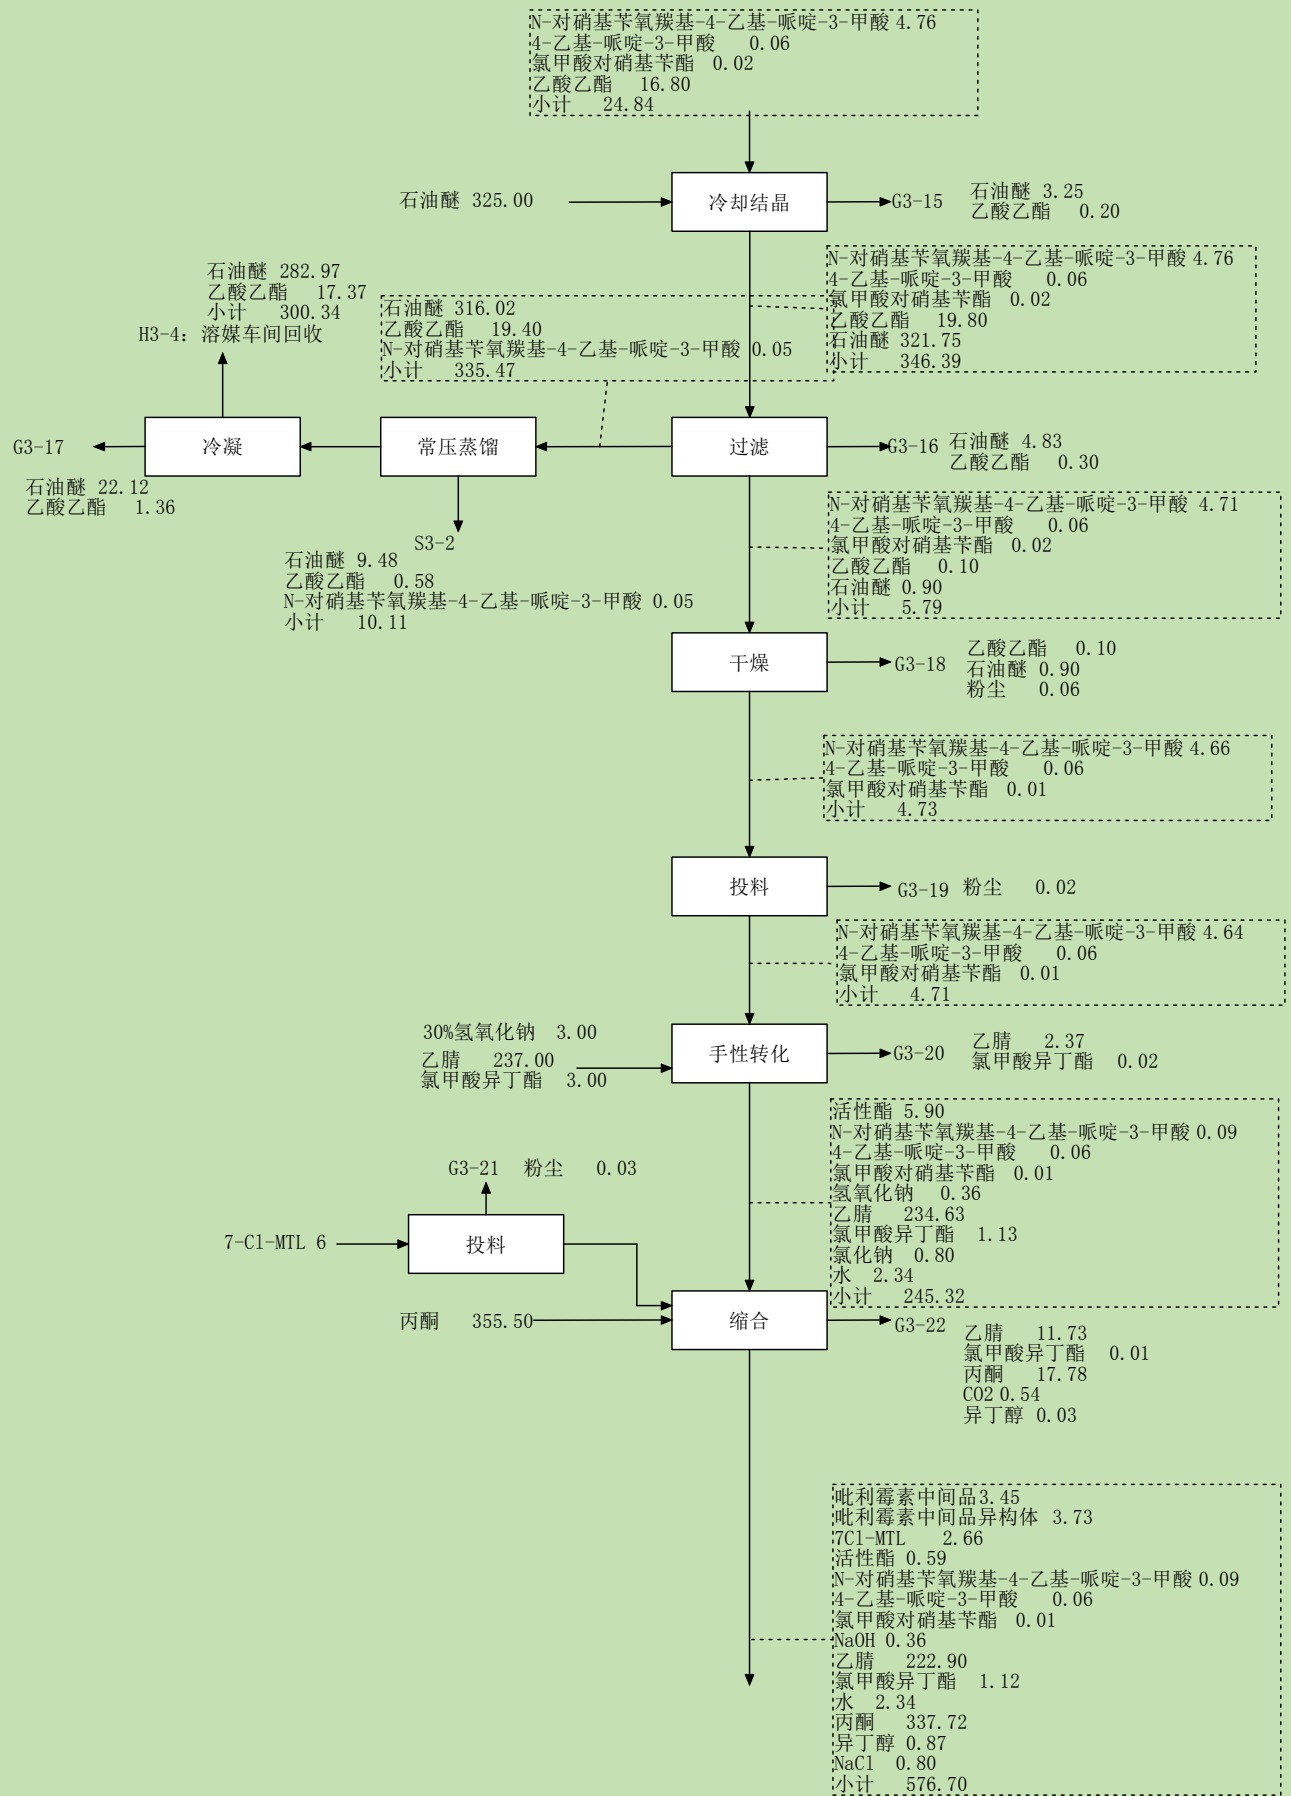 N-对硝基苄氧羰基-4-乙基-哌啶-3-甲酸 4.76
4-乙基-哌啶-3-甲酸 0.06
氯甲酸对硝基苄酯 0.02
乙酸乙酯 16.80
小计 24.84
石油醚 325.00
冷却结晶
G3-15
石油醚 3.25
乙酸乙酯 0.20
N-对硝基苄氧羰基-4-乙基-哌啶-3-甲酸 4.76
4-乙基-哌啶-3-甲酸 0.06
氯甲酸对硝基苄酯 0.02
乙酸乙酯 19.80
石油醚 321.75
小计 346.39
石油醚 282.97
乙酸乙酯 17.37
小计 300.34
H3-4：溶媒车间回收
石油醚 316.02
乙酸乙酯 19.40
N-对硝基苄氧羰基-4-乙基-哌啶-3-甲酸 0.05
小计 335.47
G3-17
冷凝
常压蒸馏
过滤
G3-16
石油醚 4.83
乙酸乙酯 0.30
石油醚 22.12
乙酸乙酯 1.36
S3-2
石油醚 9.48
乙酸乙酯 0.58
N-对硝基苄氧羰基-4-乙基-哌啶-3-甲酸 0.05
小计 10.11
N-对硝基苄氧羰基-4-乙基-哌啶-3-甲酸 4.71
4-乙基-哌啶-3-甲酸 0.06
氯甲酸对硝基苄酯 0.02
乙酸乙酯 0.10
石油醚 0.90
小计 5.79
干燥
G3-18
乙酸乙酯 0.10
石油醚 0.90
粉尘 0.06
N-对硝基苄氧羰基-4-乙基-哌啶-3-甲酸 4.66
4-乙基-哌啶-3-甲酸 0.06
氯甲酸对硝基苄酯 0.01
小计 4.73
投料
G3-19 粉尘 0.02
N-对硝基苄氧羰基-4-乙基-哌啶-3-甲酸 4.64
4-乙基-哌啶-3-甲酸 0.06
氯甲酸对硝基苄酯 0.01
小计 4.71
30%氢氧化钠 3.00
乙腈 237.00
氯甲酸异丁酯 3.00
手性转化
G3-20
乙腈 2.37
氯甲酸异丁酯 0.02
活性酯 5.90
N-对硝基苄氧羰基-4-乙基-哌啶-3-甲酸 0.09
4-乙基-哌啶-3-甲酸 0.06
氯甲酸对硝基苄酯 0.01
氢氧化钠 0.36
乙腈 234.63
氯甲酸异丁酯 1.13
氯化钠 0.80
水 2.34
小计 245.32
G3-21 粉尘 0.03
7-Cl-MTL 6
投料
丙酮 355.50
缩合
G3-22
乙腈 11.73
氯甲酸异丁酯 0.01
丙酮 17.78
CO2 0.54
异丁醇 0.03
吡利霉素中间品3.45
吡利霉素中间品异构体 3.73
7Cl-MTL 2.66
活性酯 0.59
N-对硝基苄氧羰基-4-乙基-哌啶-3-甲酸 0.09
4-乙基-哌啶-3-甲酸 0.06
氯甲酸对硝基苄酯 0.01
NaOH 0.36
乙腈 222.90
氯甲酸异丁酯 1.12
水 2.34
丙酮 337.72
异丁醇 0.87
NaCl 0.80
小计 576.70